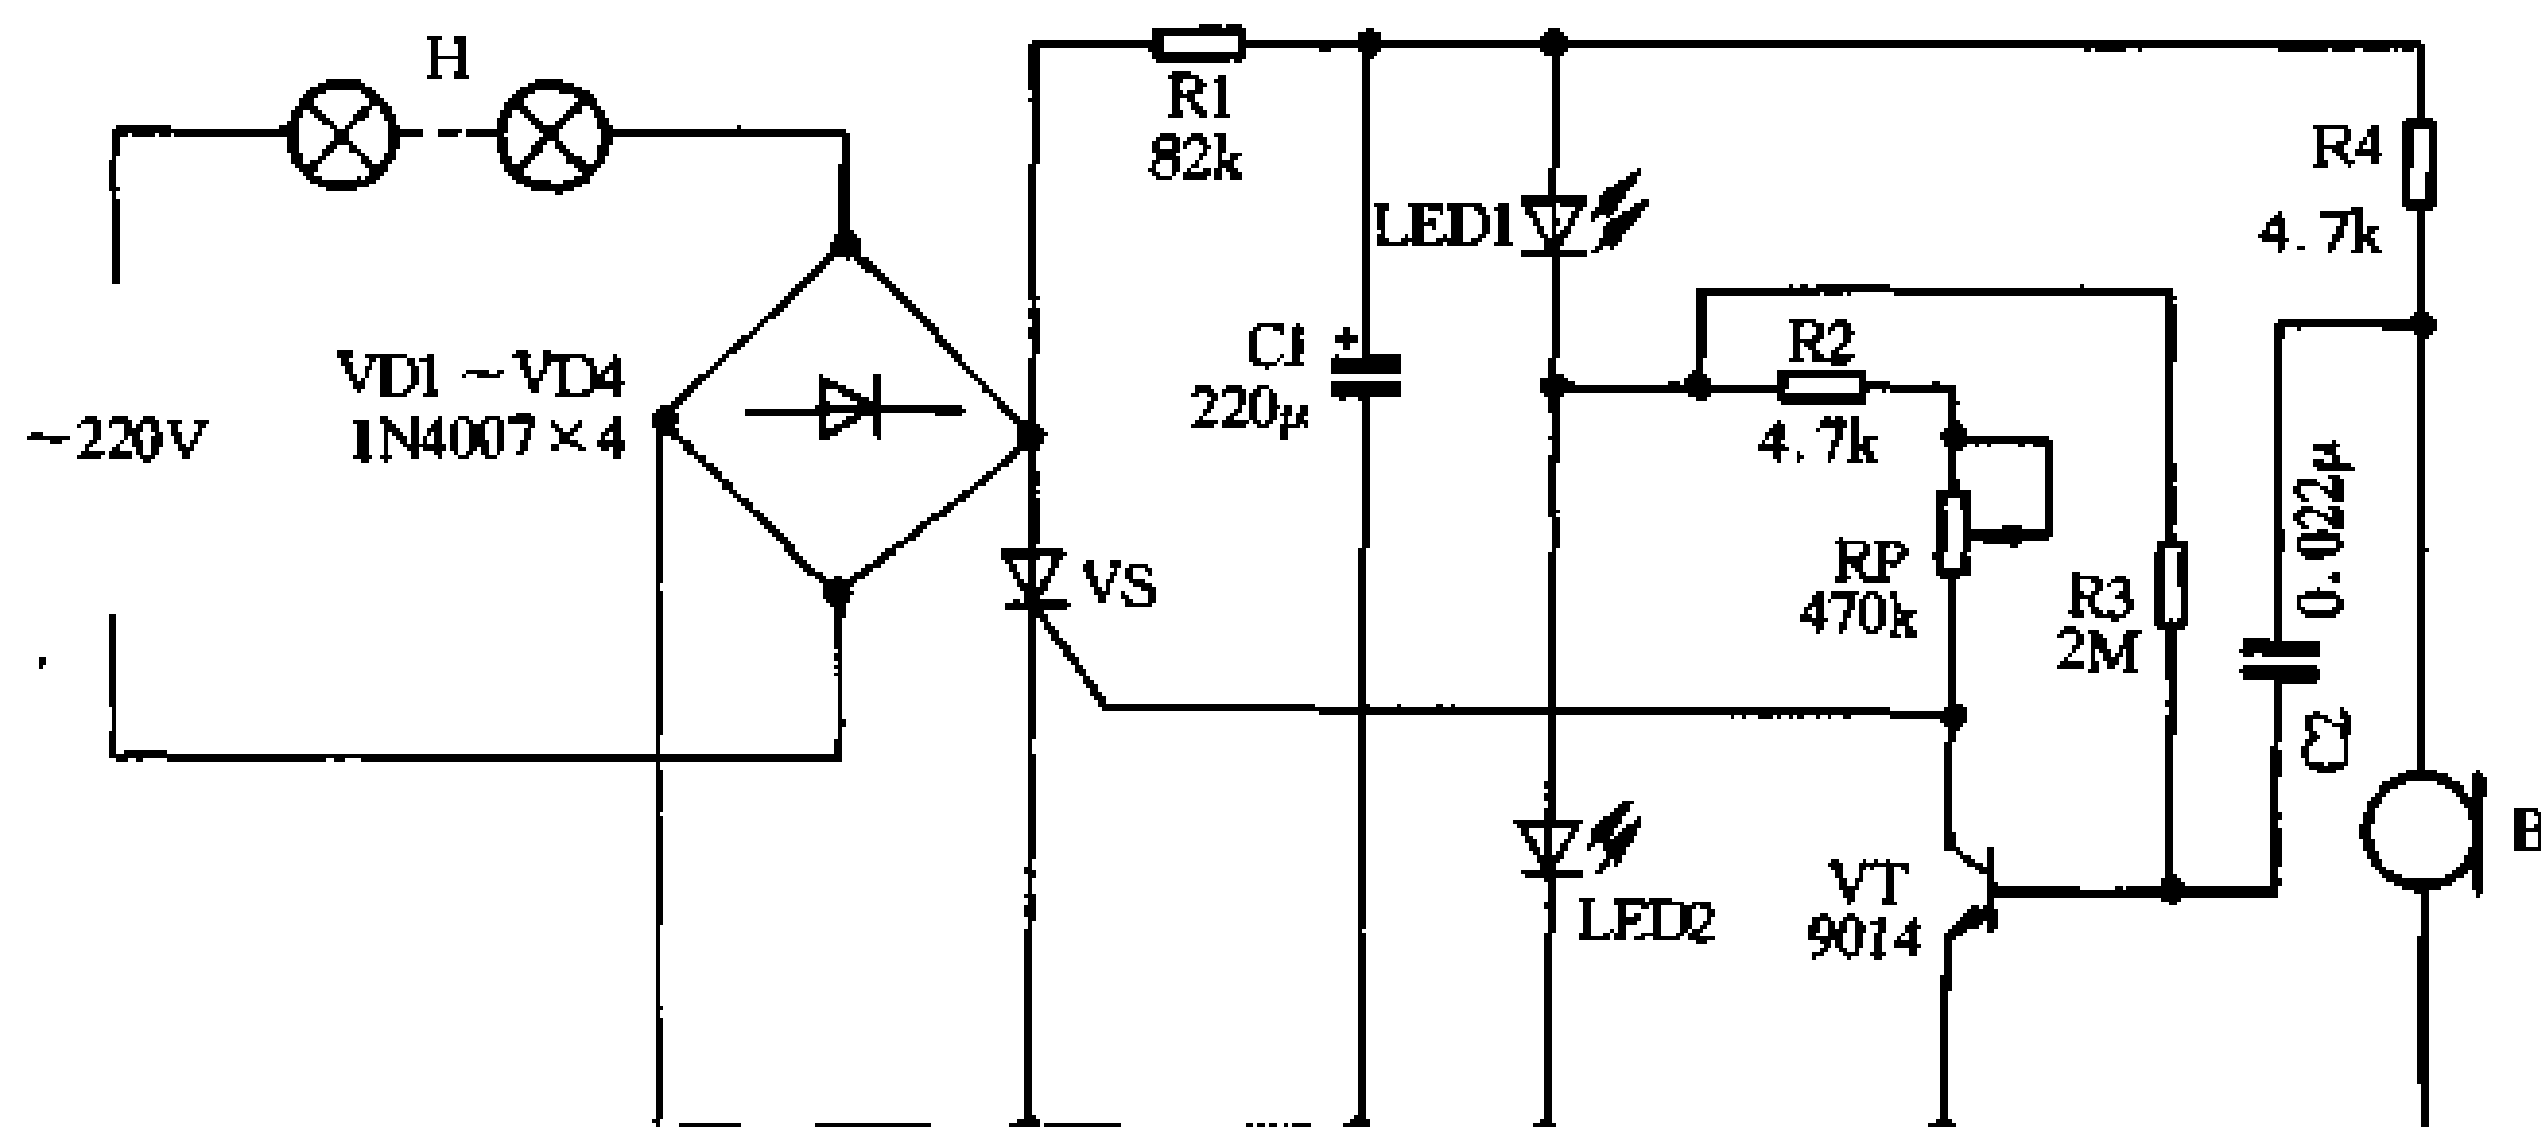 H
R1
82k
R4
4.7k
LED1
C1
220μ
+
R2
4.7k
VD1~VD4
1N4007×4
~220V
0.022μ
C2
VS
RP
470k
R3
2M
B
VT
9014
LED2